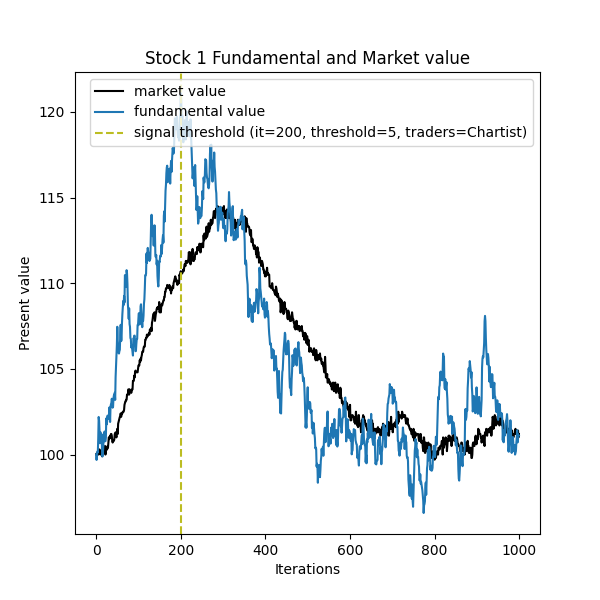 Stock 1 Fundamental and Market value
market value
fundamental value
signal threshold (it=200, threshold=5, traders=Chartist)
120
115
110
105
100
Present value
0 200 400 600 800 1000
Iterations